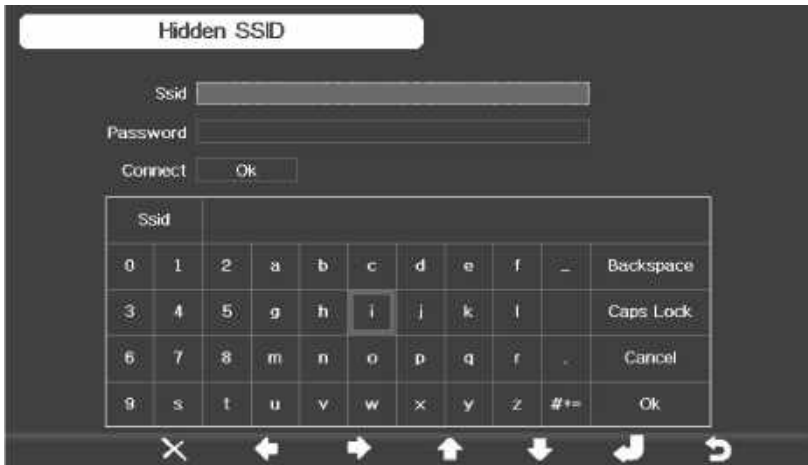 Hidden SSID
Ssid
Password
Connect Ok
Ssid
0 1 2 a b c d e f _ Backspace
3 4 5 g h i j k l Caps Lock
6 7 8 m n o p q r . Cancel
9 s t u v w x y z #+= Ok